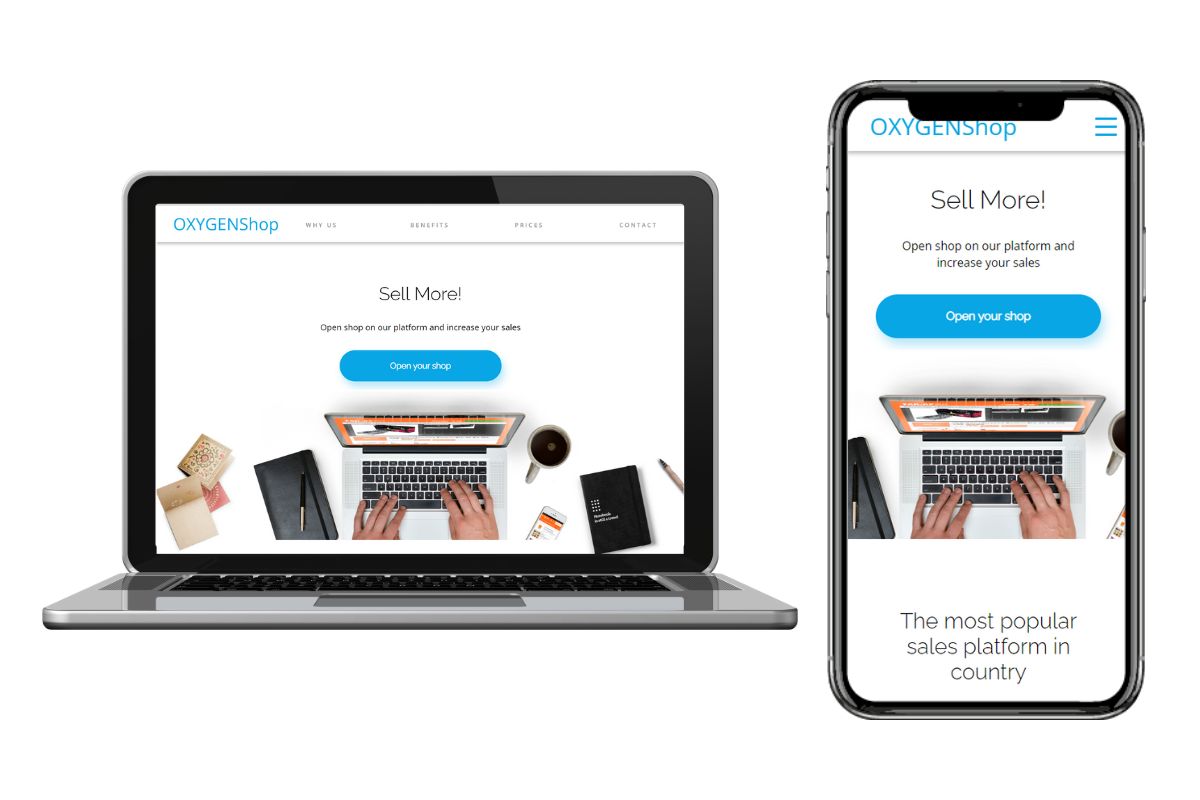 OXYGENShop
WHY US
BENEFITS
PRICES
CONTACT
Sell More!
Open shop on our platform and increase your sales
Open your shop
OXYGENShop
Sell More!
Open shop on our platform and
increase your sales
Open your shop
The most popular
sales platform in
country